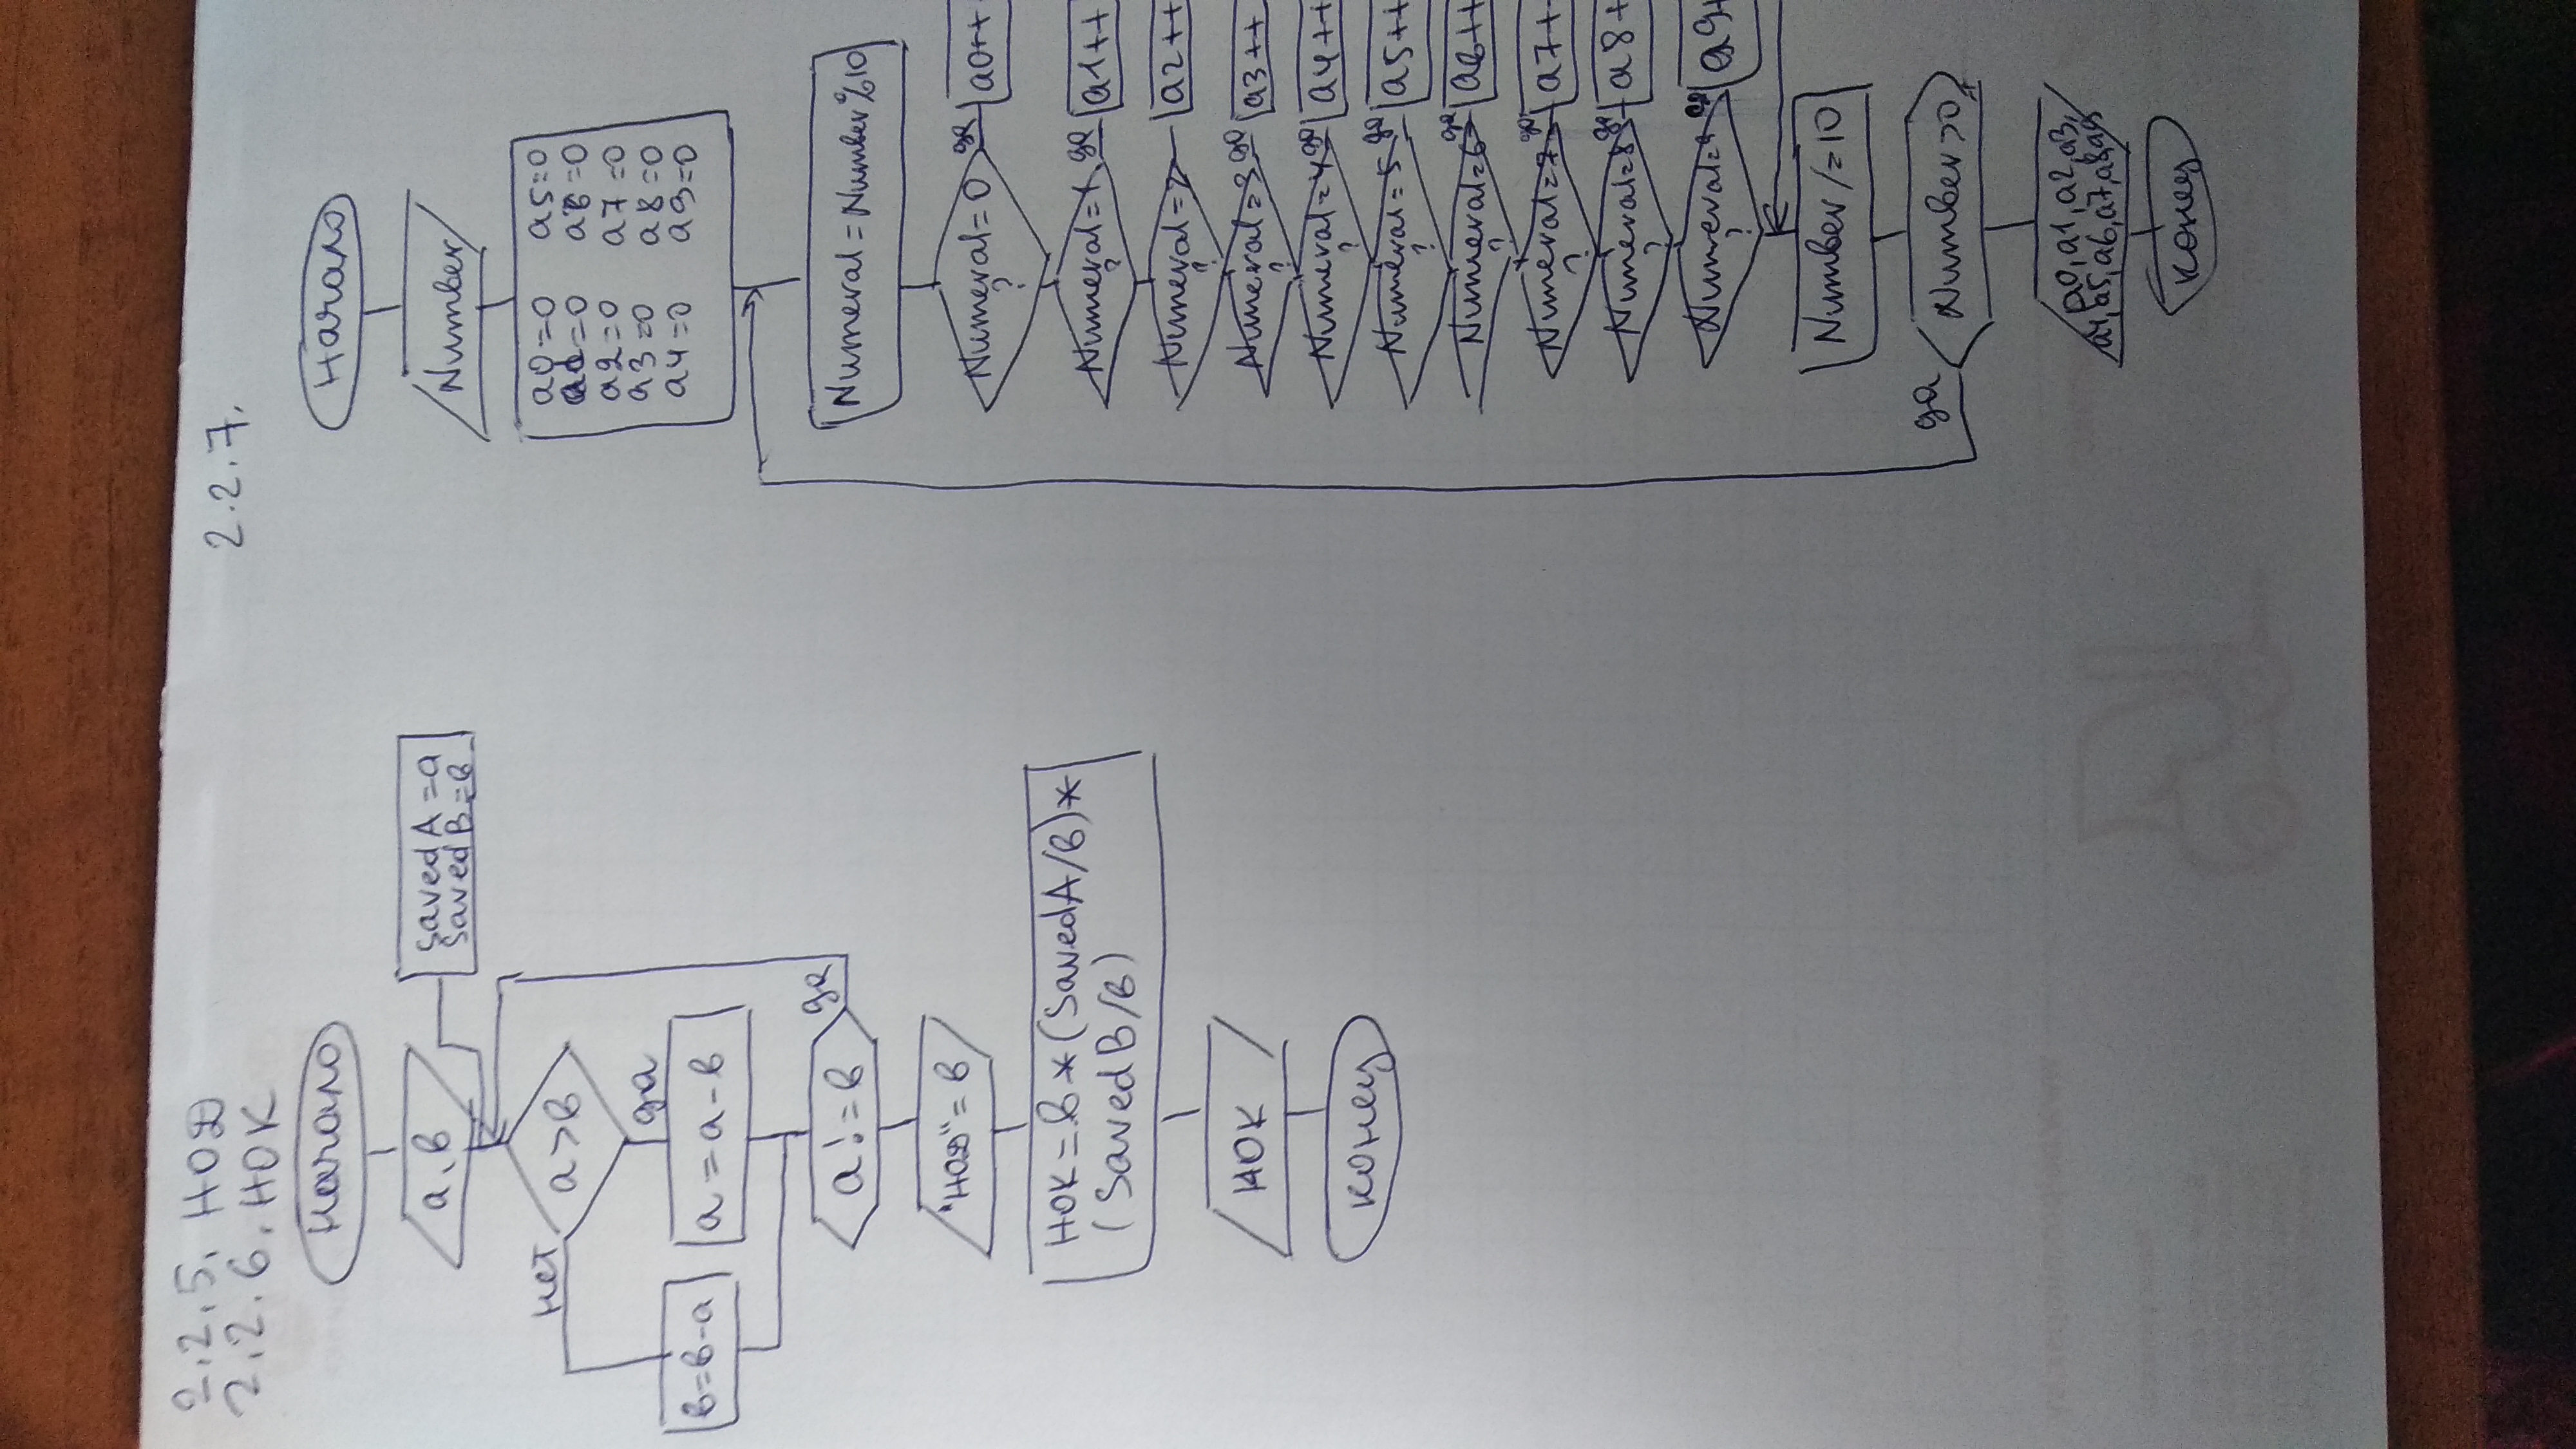 2.2.5. НОД
2.2.6. НОК
Начало
a, b
SavedA = a
SavedB = b
a > b
нет
да
b = b - a
a = a - b
a != b
да
"НОД" = b
НОК = b * (SavedA/b) *
(SavedB/b)
НОК
конец
2.2.7.
Начало
Number
a0=0 a5=0
a1=0 a6=0
a2=0 a7=0
a3=0 a8=0
a4=0 a9=0
Numeral = Number % 10
Numeral = 0 ? да a0++
Numeral = 1 ? да a1++
Numeral = 2 ? a2++
Numeral = 3 ? да a3++
Numeral = 4 ? да a4++
Numeral = 5 ? да a5++
Numeral = 6 ? да a6++
Numeral = 7 ? да a7++
Numeral = 8 ? да a8+
Numeral = 9 ? да a9+
Number /= 10
да Number > 0
a0, a1, a2, a3,
a4, a5, a6, a7, a8, a9
конец